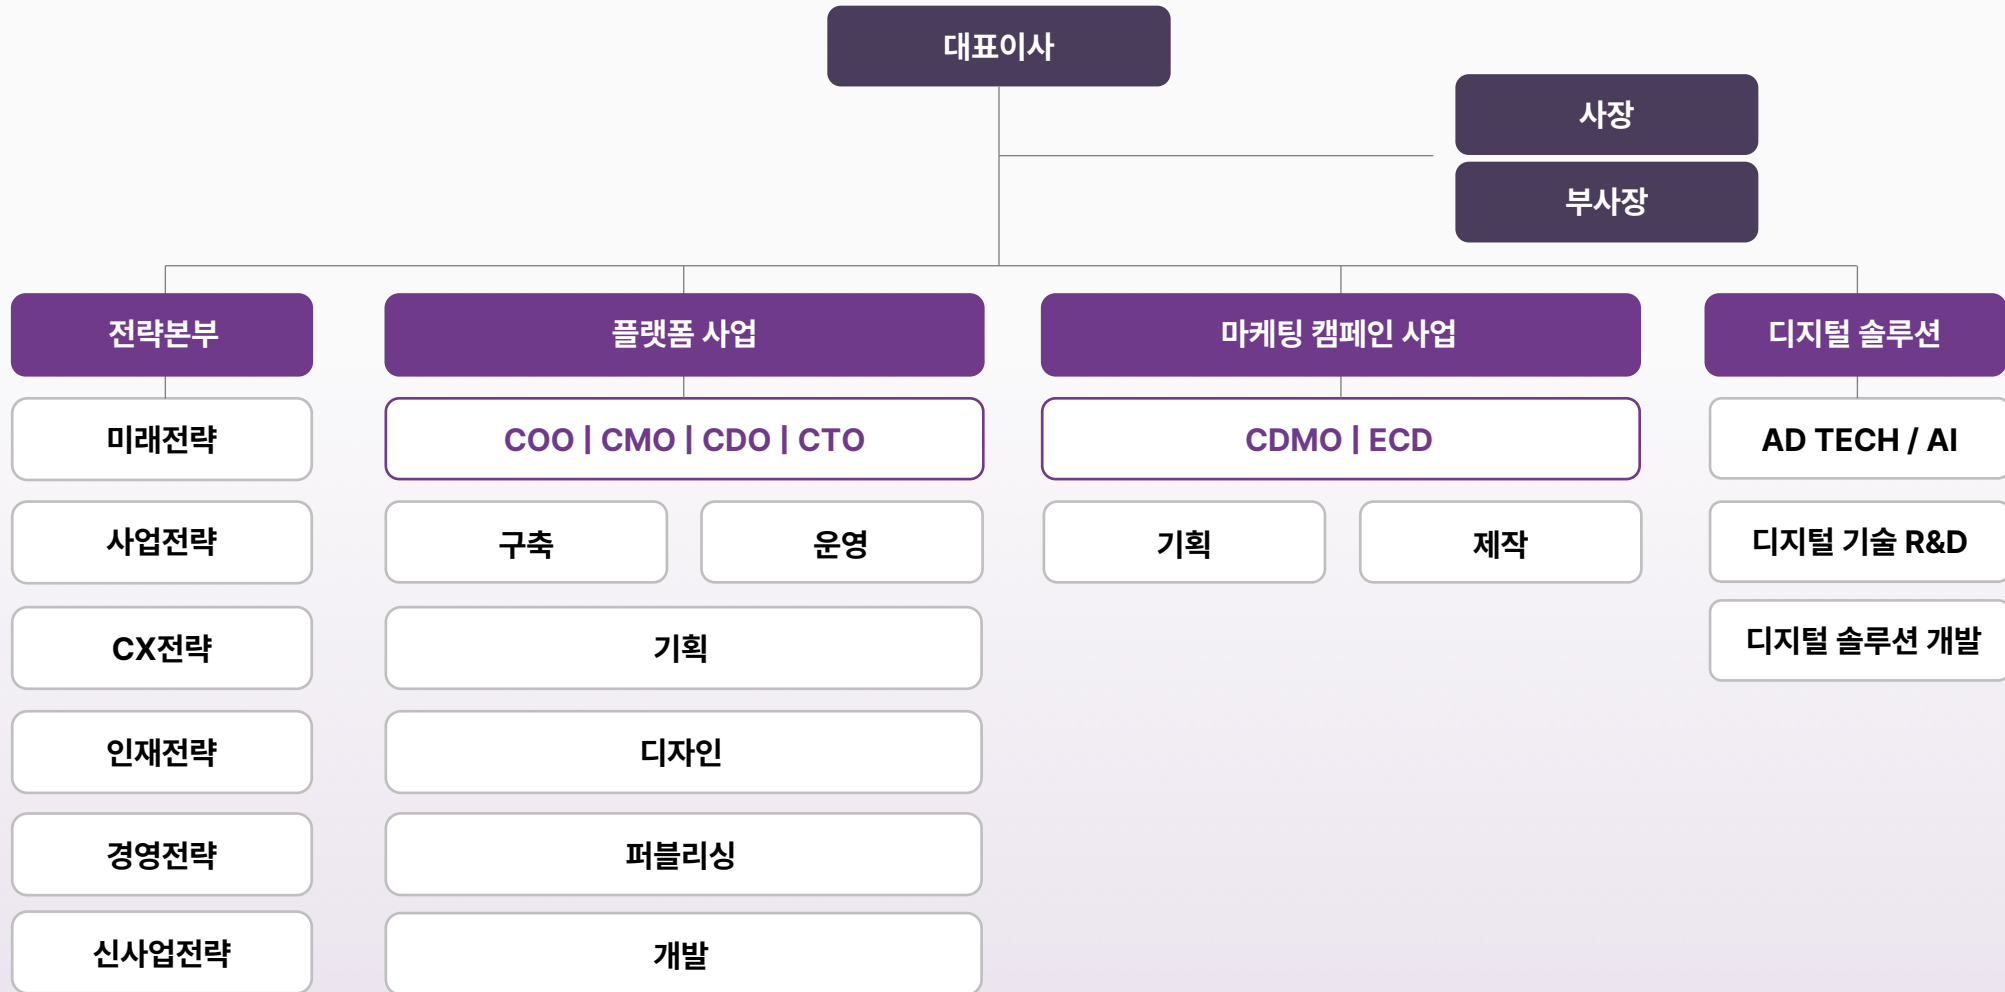 대표이사
사장
부사장
전략본부
플랫폼 사업
마케팅 캠페인 사업
디지털 솔루션
미래전략
COO | CMO | CDO | CTO
CDMO | ECD
AD TECH / AI
사업전략
구축
운영
기획
제작
디지털 기술 R&D
CX전략
기획
디지털 솔루션 개발
인재전략
디자인
경영전략
퍼블리싱
신사업전략
개발